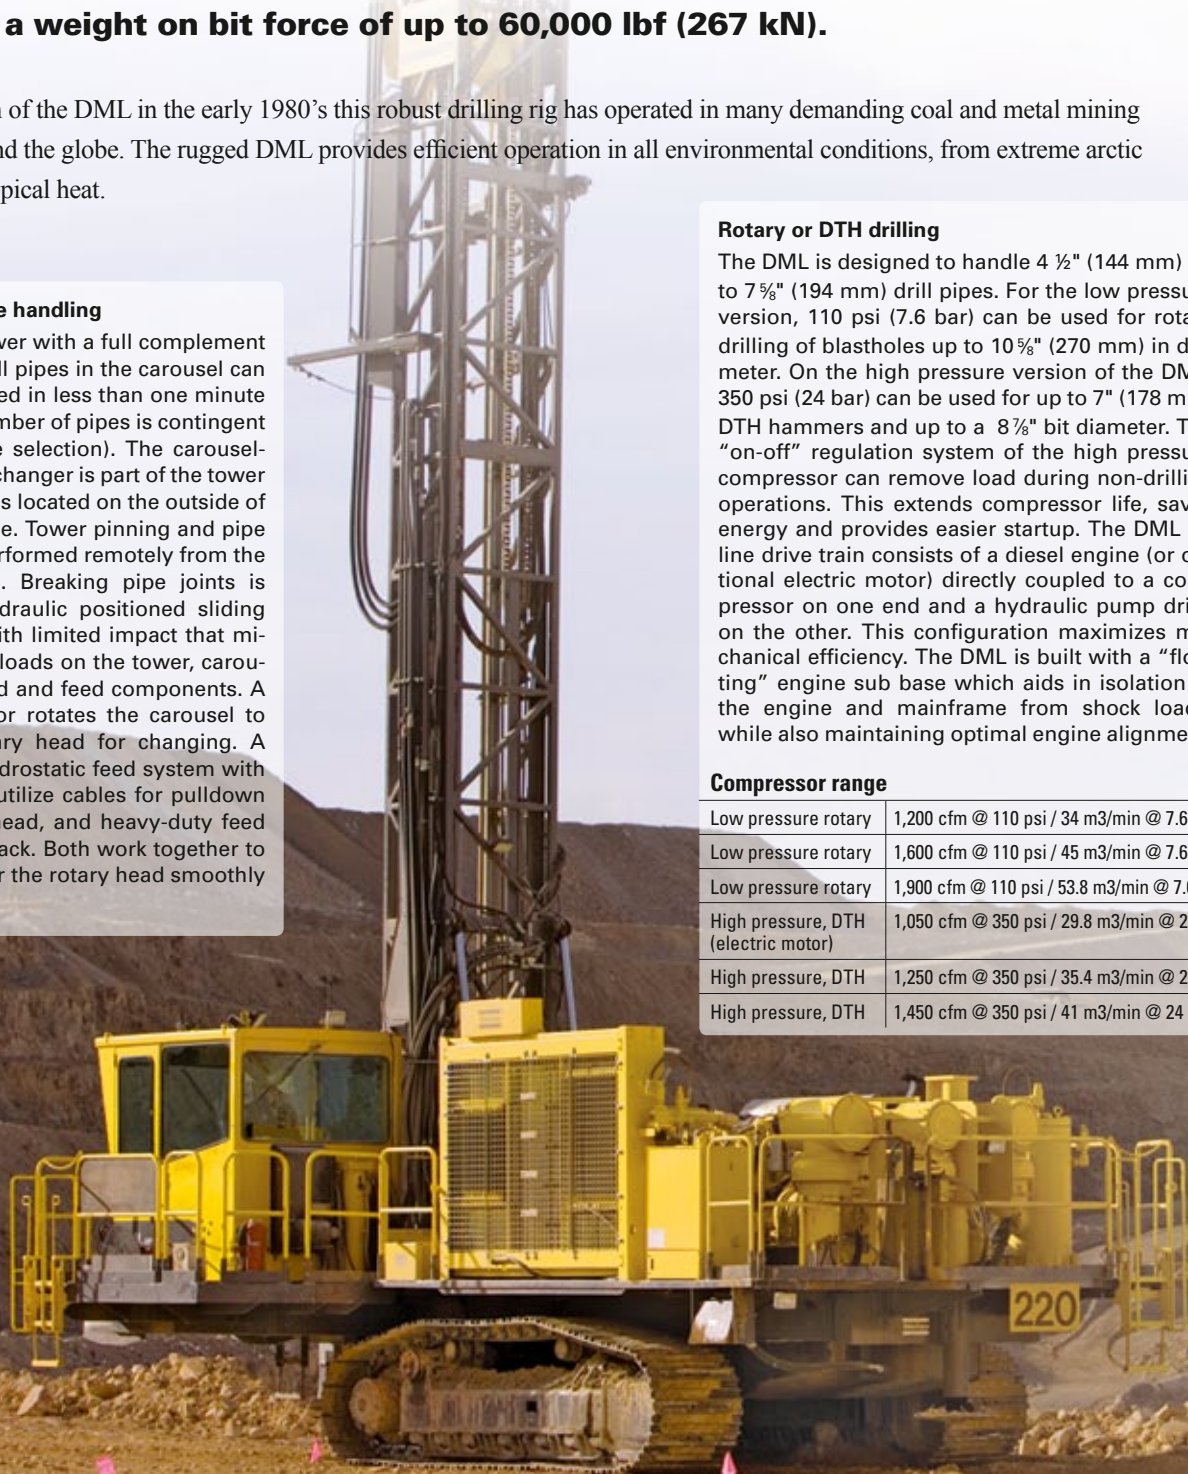 a weight on bit force of up to 60,000 lbf (267 kN).
of the DML in the early 1980's this robust drilling rig has operated in many demanding coal and metal mining
the globe. The rugged DML provides efficient operation in all environmental conditions, from extreme arctic
pical heat.
e handling
wer with a full complement
ll pipes in the carousel can
ed in less than one minute
mber of pipes is contingent
e selection). The carousel-
changer is part of the tower
s located on the outside of
e. Tower pinning and pipe
rformed remotely from the
. Breaking pipe joints is
draulic positioned sliding
ith limited impact that mi-
loads on the tower, carou-
d and feed components. A
or rotates the carousel to
ary head for changing. A
drostatic feed system with
utilize cables for pulldown
head, and heavy-duty feed
ack. Both work together to
r the rotary head smoothly
Rotary or DTH drilling
The DML is designed to handle 4 ½" (144 mm)
to 7 ⅝" (194 mm) drill pipes. For the low pressu
version, 110 psi (7.6 bar) can be used for rota
drilling of blastholes up to 10 ⅝" (270 mm) in d
meter. On the high pressure version of the DM
350 psi (24 bar) can be used for up to 7" (178 m
DTH hammers and up to a 8 ⅞" bit diameter. T
“on-off” regulation system of the high pressu
compressor can remove load during non-drilli
operations. This extends compressor life, sav
energy and provides easier startup. The DML
line drive train consists of a diesel engine (or o
tional electric motor) directly coupled to a co
pressor on one end and a hydraulic pump dri
on the other. This configuration maximizes m
chanical efficiency. The DML is built with a “flo
ting” engine sub base which aids in isolation
the engine and mainframe from shock load
while also maintaining optimal engine alignme
Compressor range
Low pressure rotary 1,200 cfm @ 110 psi / 34 m3/min @ 7.6
Low pressure rotary 1,600 cfm @ 110 psi / 45 m3/min @ 7.6
Low pressure rotary 1,900 cfm @ 110 psi / 53.8 m3/min @ 7.
High pressure, DTH 1,050 cfm @ 350 psi / 29.8 m3/min @ 2
(electric motor)
High pressure, DTH 1,250 cfm @ 350 psi / 35.4 m3/min @ 2
High pressure, DTH 1,450 cfm @ 350 psi / 41 m3/min @ 24
220